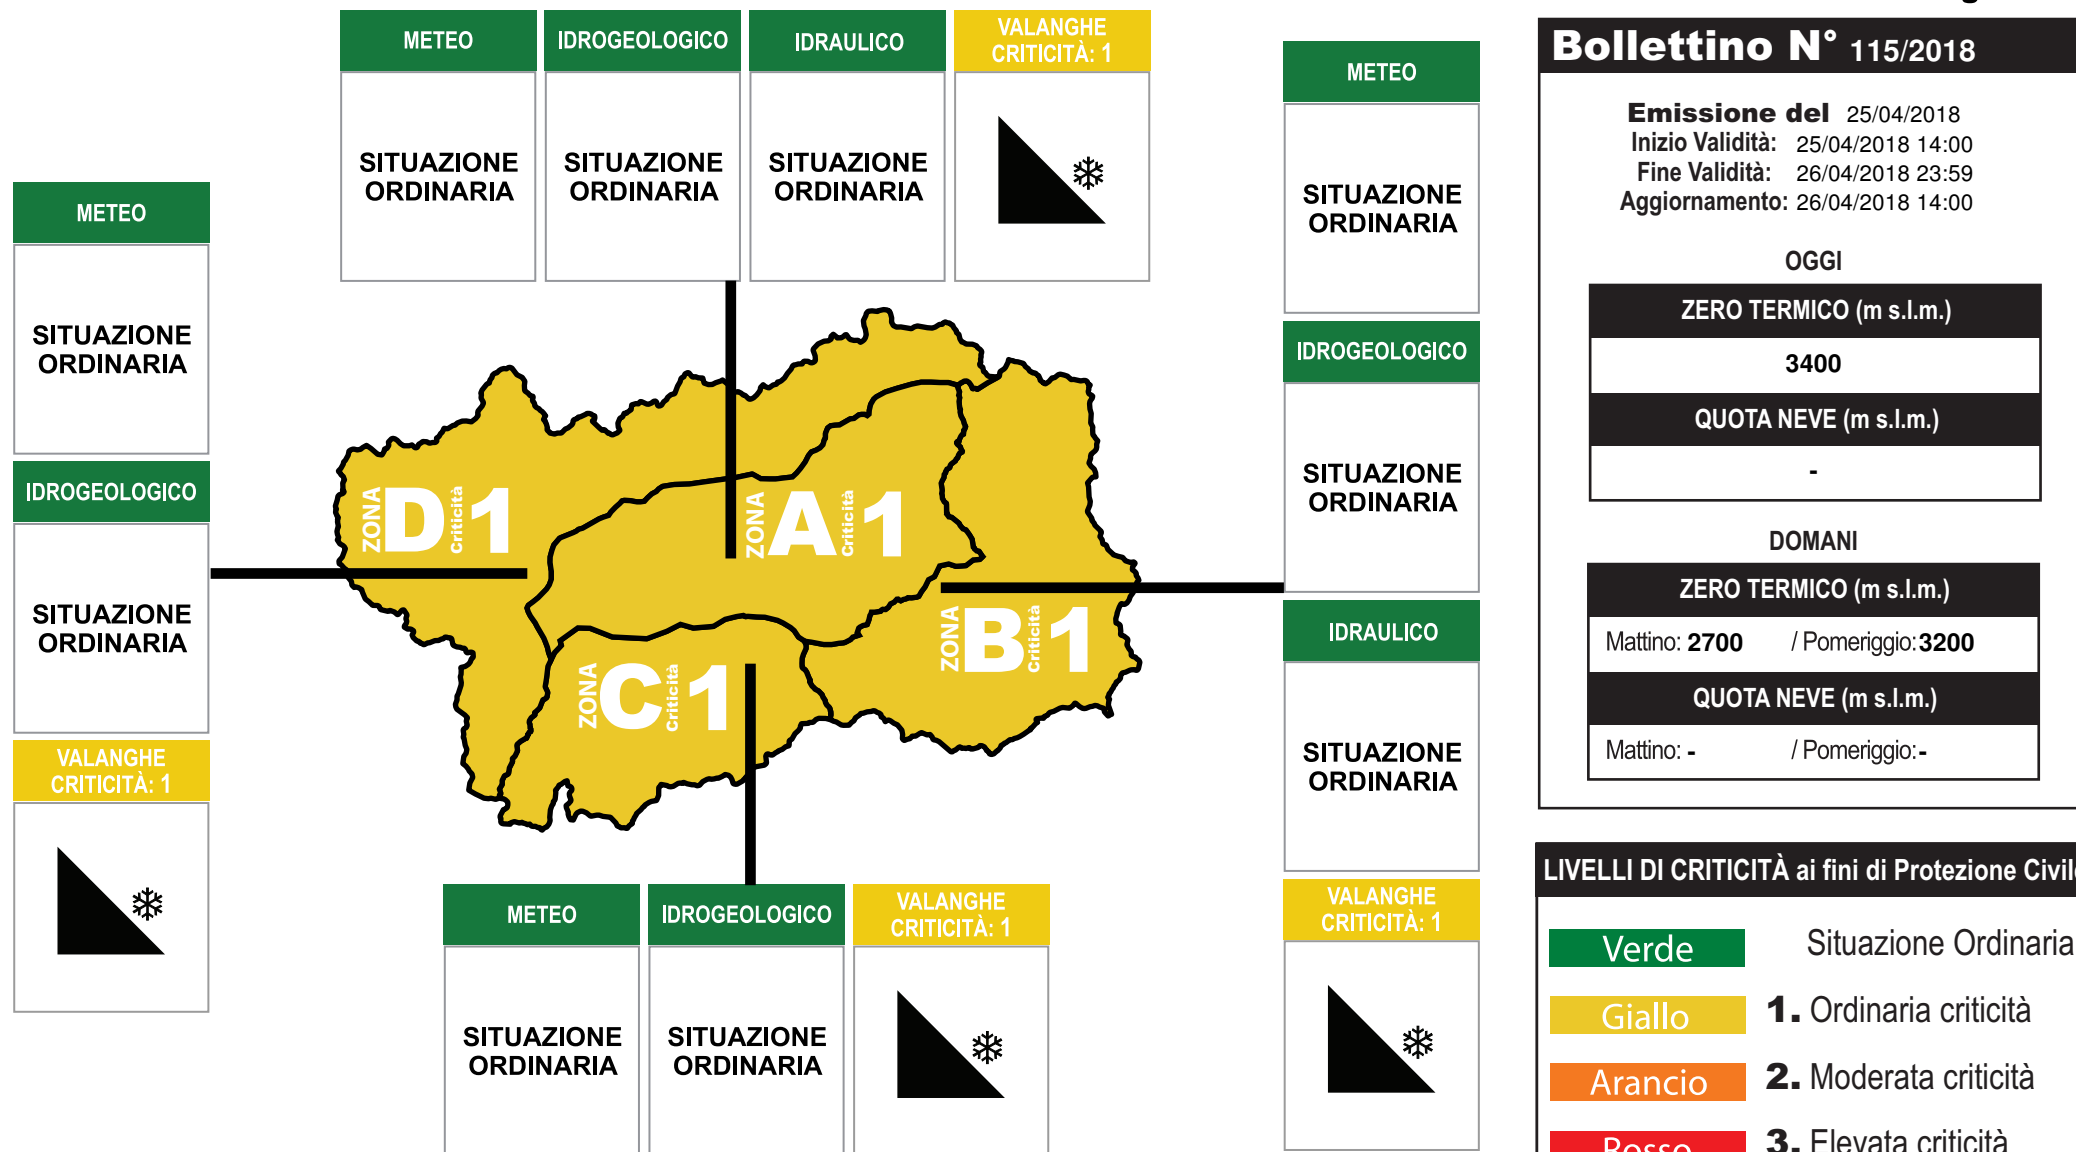 METEO
IDROGEOLOGICO
IDRAULICO
VALANGHE
CRITICITÀ: 1
SITUAZIONE
ORDINARIA
SITUAZIONE
ORDINARIA
SITUAZIONE
ORDINARIA
METEO
SITUAZIONE
ORDINARIA
IDROGEOLOGICO
SITUAZIONE
ORDINARIA
VALANGHE
CRITICITÀ: 1
ZONA D Criticità 1
ZONA A Criticità 1
ZONA B Criticità 1
ZONA C Criticità 1
METEO
IDROGEOLOGICO
VALANGHE
CRITICITÀ: 1
SITUAZIONE
ORDINARIA
SITUAZIONE
ORDINARIA
METEO
SITUAZIONE
ORDINARIA
IDROGEOLOGICO
SITUAZIONE
ORDINARIA
IDRAULICO
SITUAZIONE
ORDINARIA
VALANGHE
CRITICITÀ: 1
Bollettino N° 115/2018
Emissione del 25/04/2018
Inizio Validità: 25/04/2018 14:00
Fine Validità: 26/04/2018 23:59
Aggiornamento: 26/04/2018 14:00
OGGI
ZERO TERMICO (m s.l.m.)
3400
QUOTA NEVE (m s.l.m.)
-
DOMANI
ZERO TERMICO (m s.l.m.)
Mattino: 2700 / Pomeriggio: 3200
QUOTA NEVE (m s.l.m.)
Mattino: - / Pomeriggio: -
LIVELLI DI CRITICITÀ ai fini di Protezione Civile
Verde Situazione Ordinaria
Giallo 1. Ordinaria criticità
Arancio 2. Moderata criticità
Rosso 3. Elevata criticità